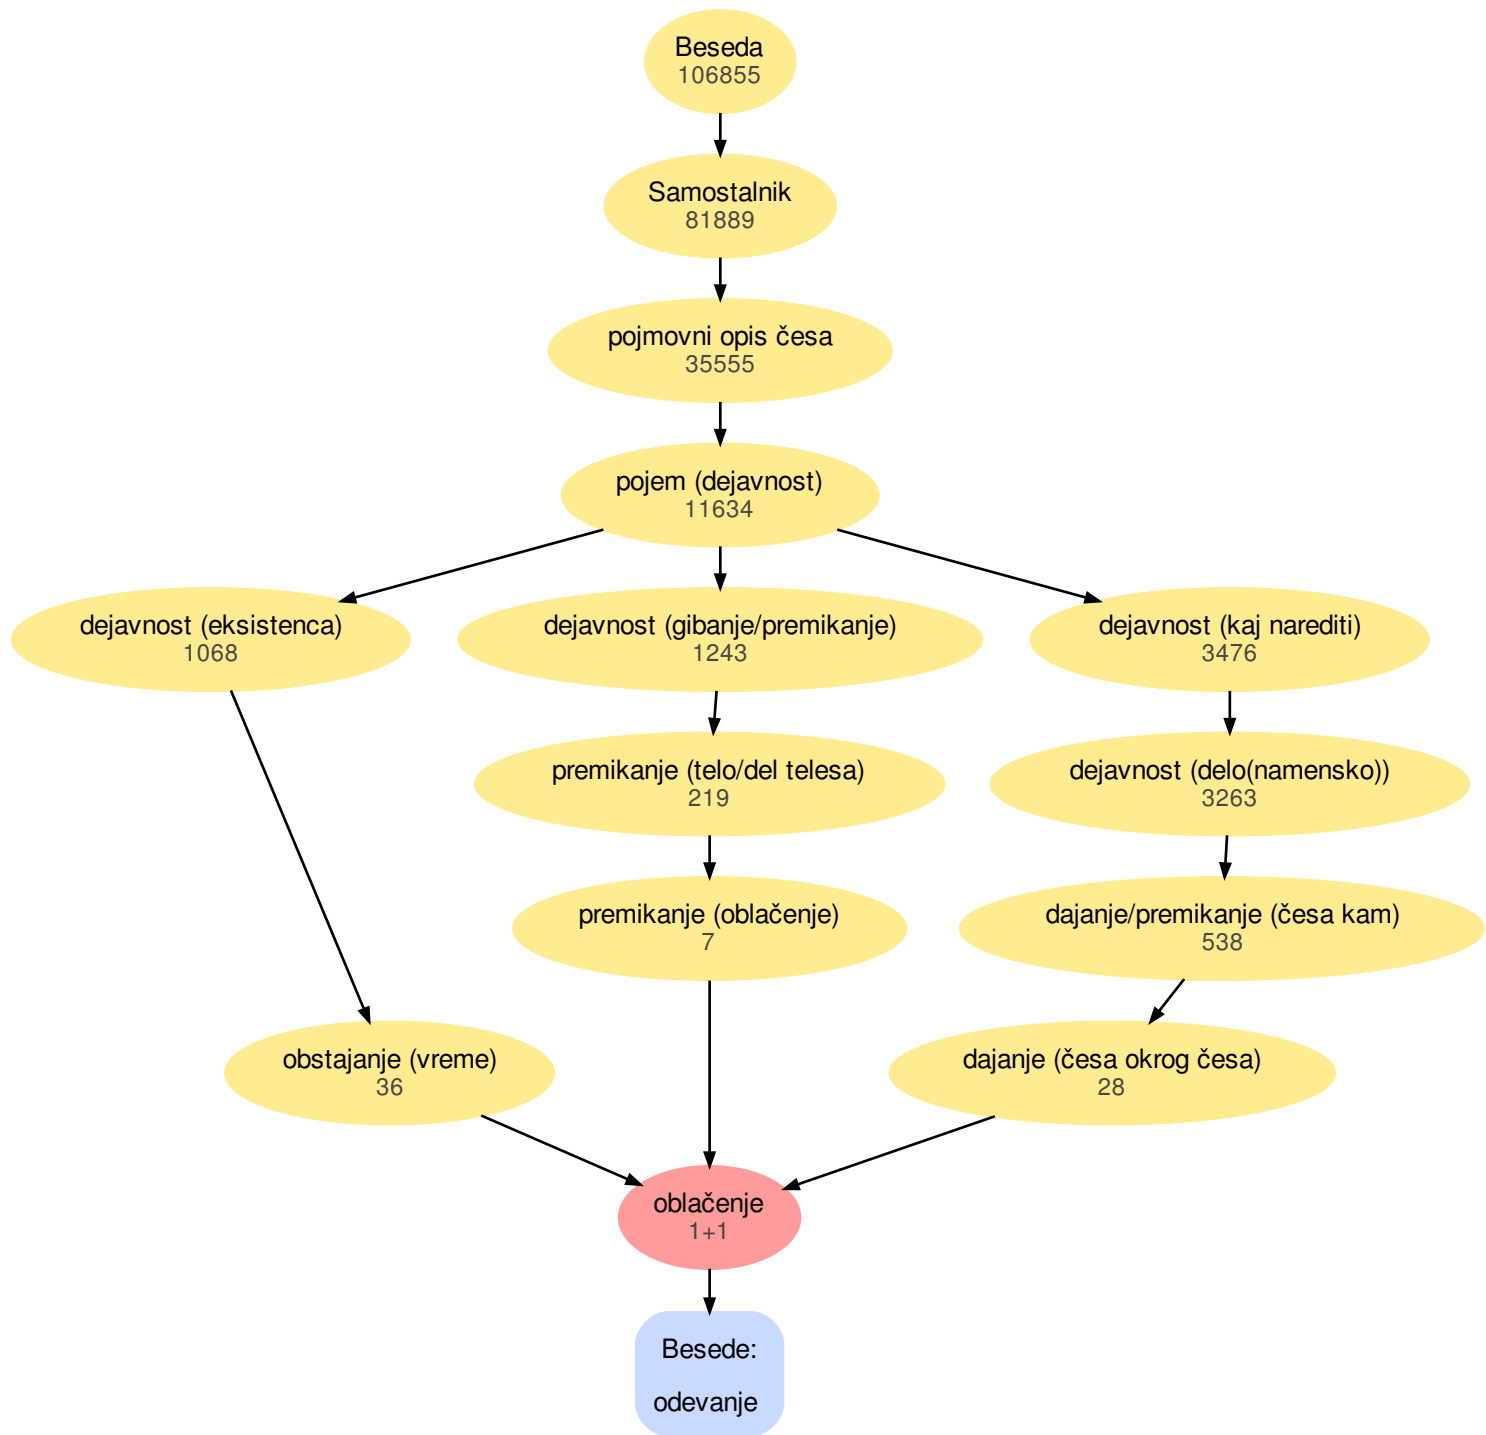 Beseda
106855
Samostalnik
81889
pojmovni opis česa
35555
pojem (dejavnost)
11634
dejavnost (eksistenca)
1068
dejavnost (gibanje/premikanje)
1243
dejavnost (kaj narediti)
3476
premikanje (telo/del telesa)
219
dejavnost (delo(namensko))
3263
premikanje (oblačenje)
7
dajanje/premikanje (česa kam)
538
obstajanje (vreme)
36
dajanje (česa okrog česa)
28
oblačenje
1+1
Besede:
odevanje